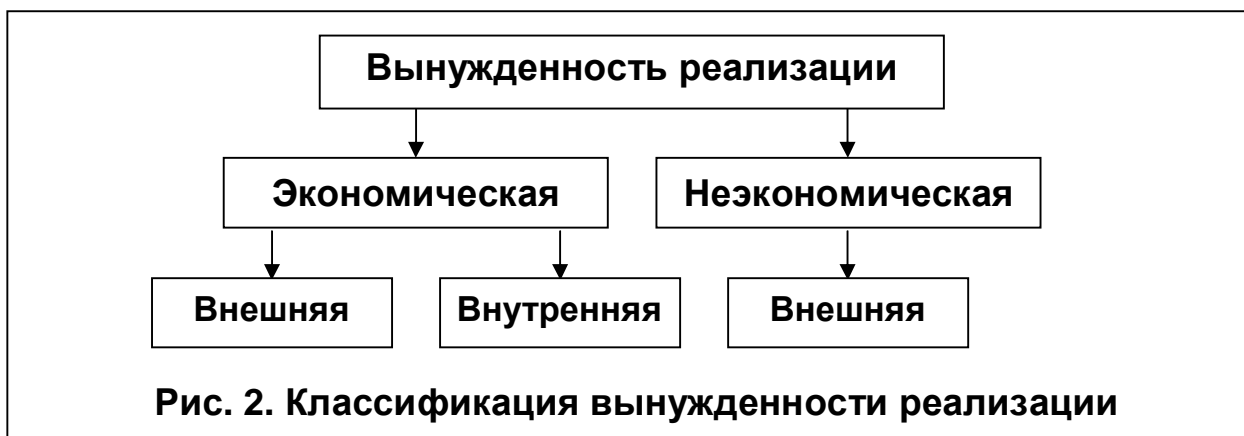 Вынужденность реализации
Экономическая Неэкономическая
Внешняя Внутренняя Внешняя
Рис. 2. Классификация вынужденности реализации